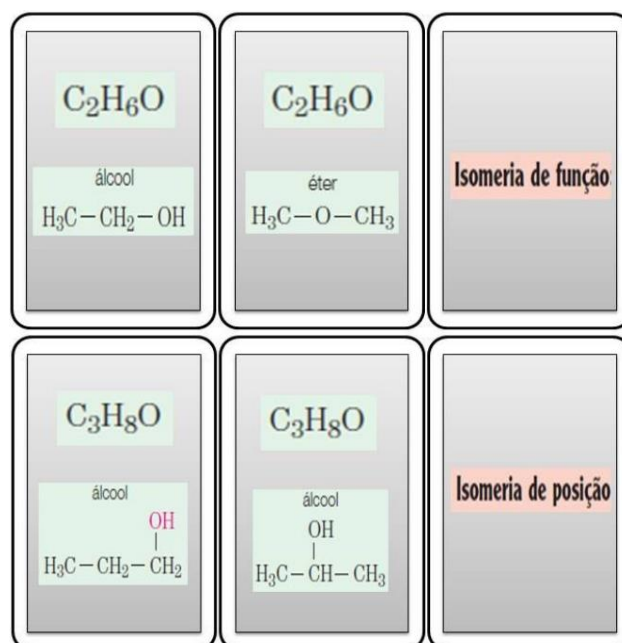 C₂H₆O
álcool
H₃C－CH₂－OH
C₂H₆O
éter
H₃C－O－CH₃
Isomeria de função:
C₃H₈O
álcool
OH
|
H₃C－CH₂－CH₂
C₃H₈O
álcool
OH
|
H₃C－CH－CH₃
Isomeria de posição